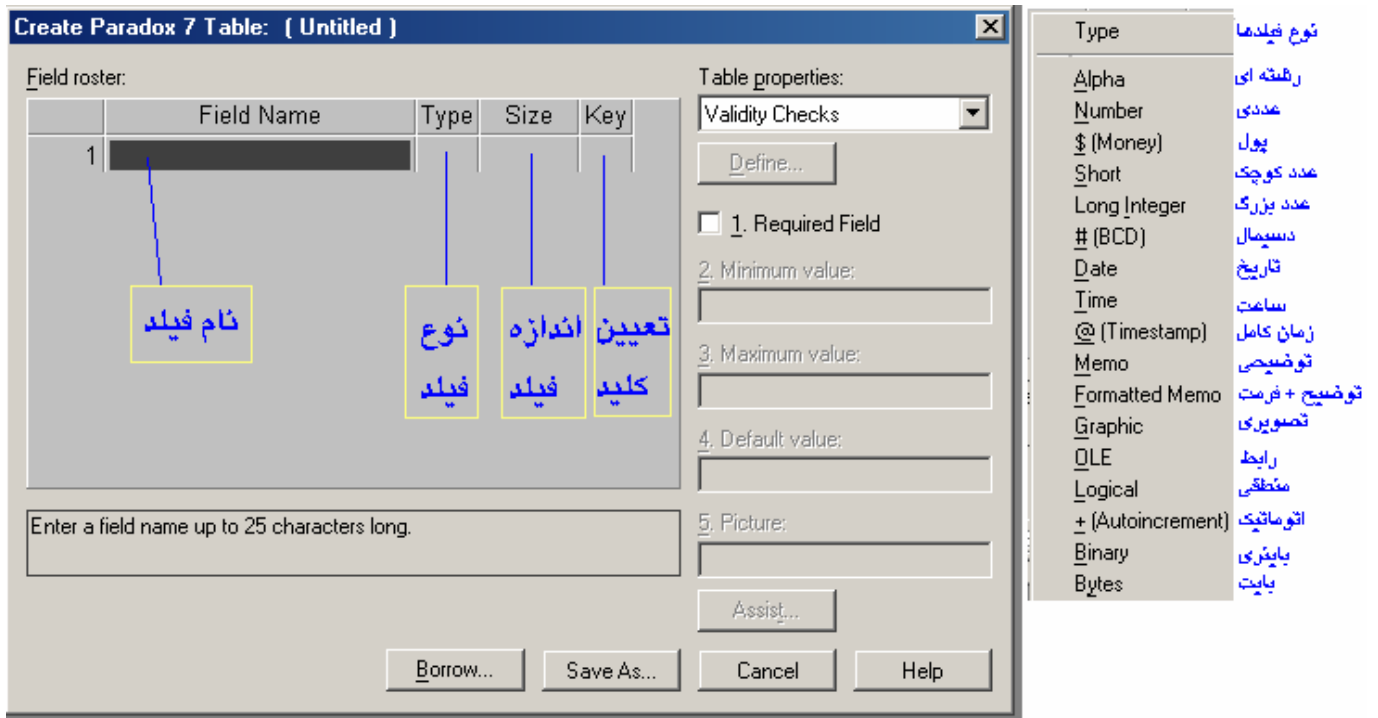 Create Paradox 7 Table: ( Untitled )
Field roster:
Field Name Type Size Key
1
نام فیلد
نوع فیلد
اندازه فیلد
تعیین کلید
Enter a field name up to 25 characters long.
Table properties:
Validity Checks
Define...
1. Required Field
2. Minimum value:
3. Maximum value:
4. Default value:
5. Picture:
Assist...
Borrow...
Save As...
Cancel
Help
Type نوع فیلدها
Alpha رشته ای
Number عددی
$ (Money) پول
Short عدد کوچک
Long Integer عدد بزرگ
# (BCD) دسیمال
Date تاریخ
Time ساعت
@ (Timestamp) زمان کامل
Memo توضیحی
Formatted Memo توضیح + فرمت
Graphic تصویری
OLE رابط
Logical منطقی
+ (Autoincrement) اتوماتیک
Binary باینری
Bytes بایت